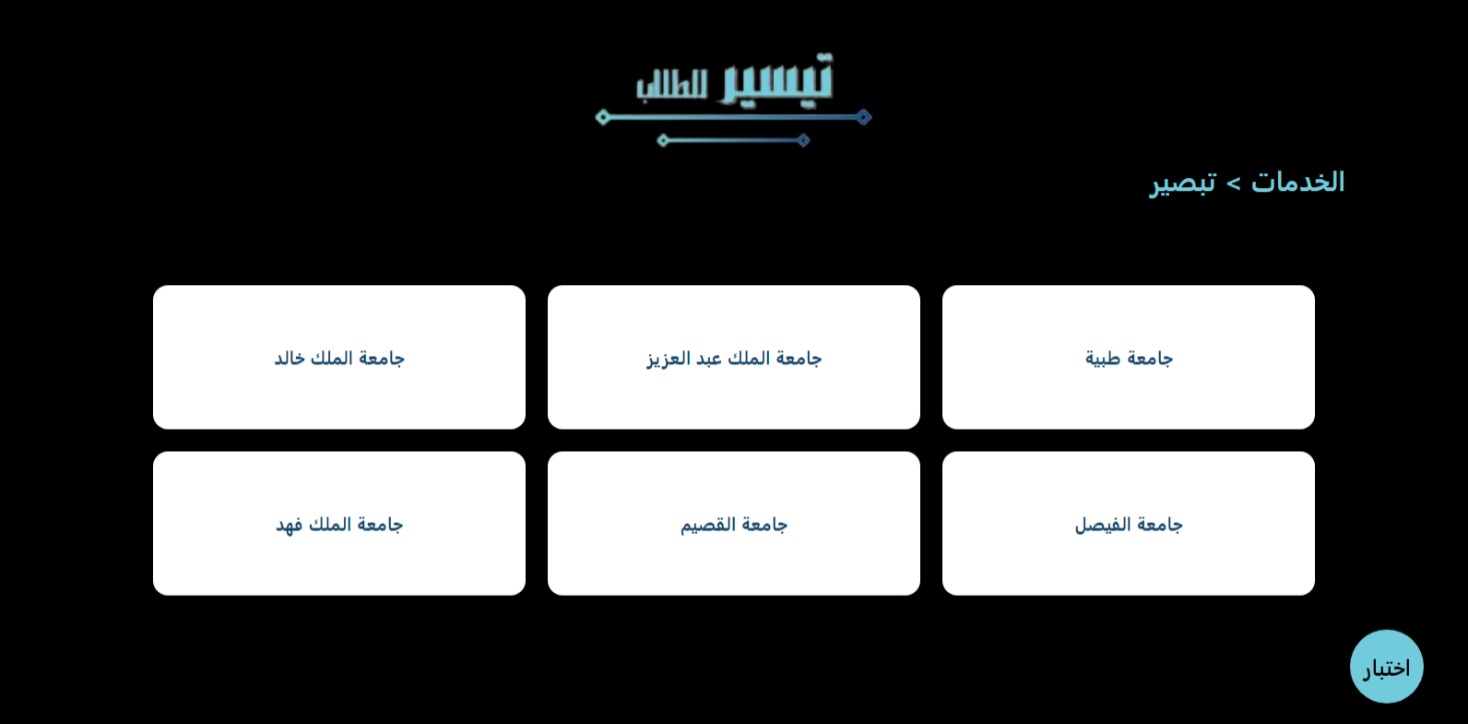 تيسير للطلاب
الخدمات > تبصير
جامعة طيبة
جامعة الملك عبد العزيز
جامعة الملك خالد
جامعة الفيصل
جامعة القصيم
جامعة الملك فهد
اختبار